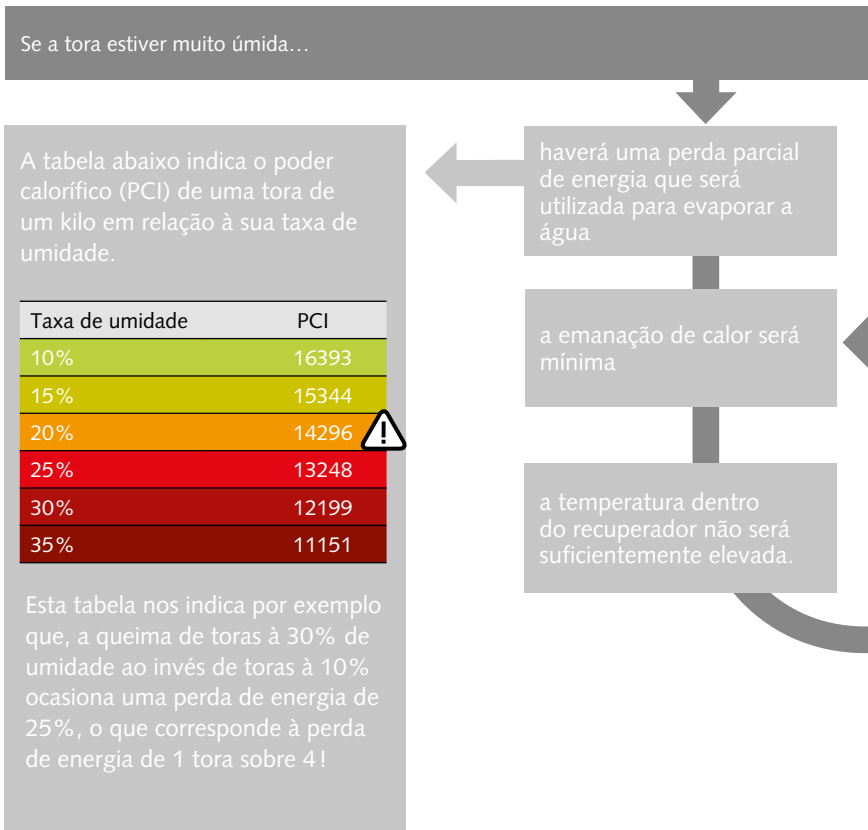 Se a tora estiver muito úmida…
haverá uma perda parcial
de energia que será
utilizada para evaporar a
água
a emanação de calor será
mínima
a temperatura dentro
do recuperador não será
suficientemente elevada.
A tabela abaixo indica o poder
calorífico (PCI) de uma tora de
um kilo em relação à sua taxa de
umidade.
Taxa de umidade PCI
10% 16393
15% 15344
20% 14296
25% 13248
30% 12199
35% 11151
Esta tabela nos indica por exemplo
que, a queima de toras à 30% de
umidade ao invés de toras à 10%
ocasiona uma perda de energia de
25%, o que corresponde à perda
de energia de 1 tora sobre 4!